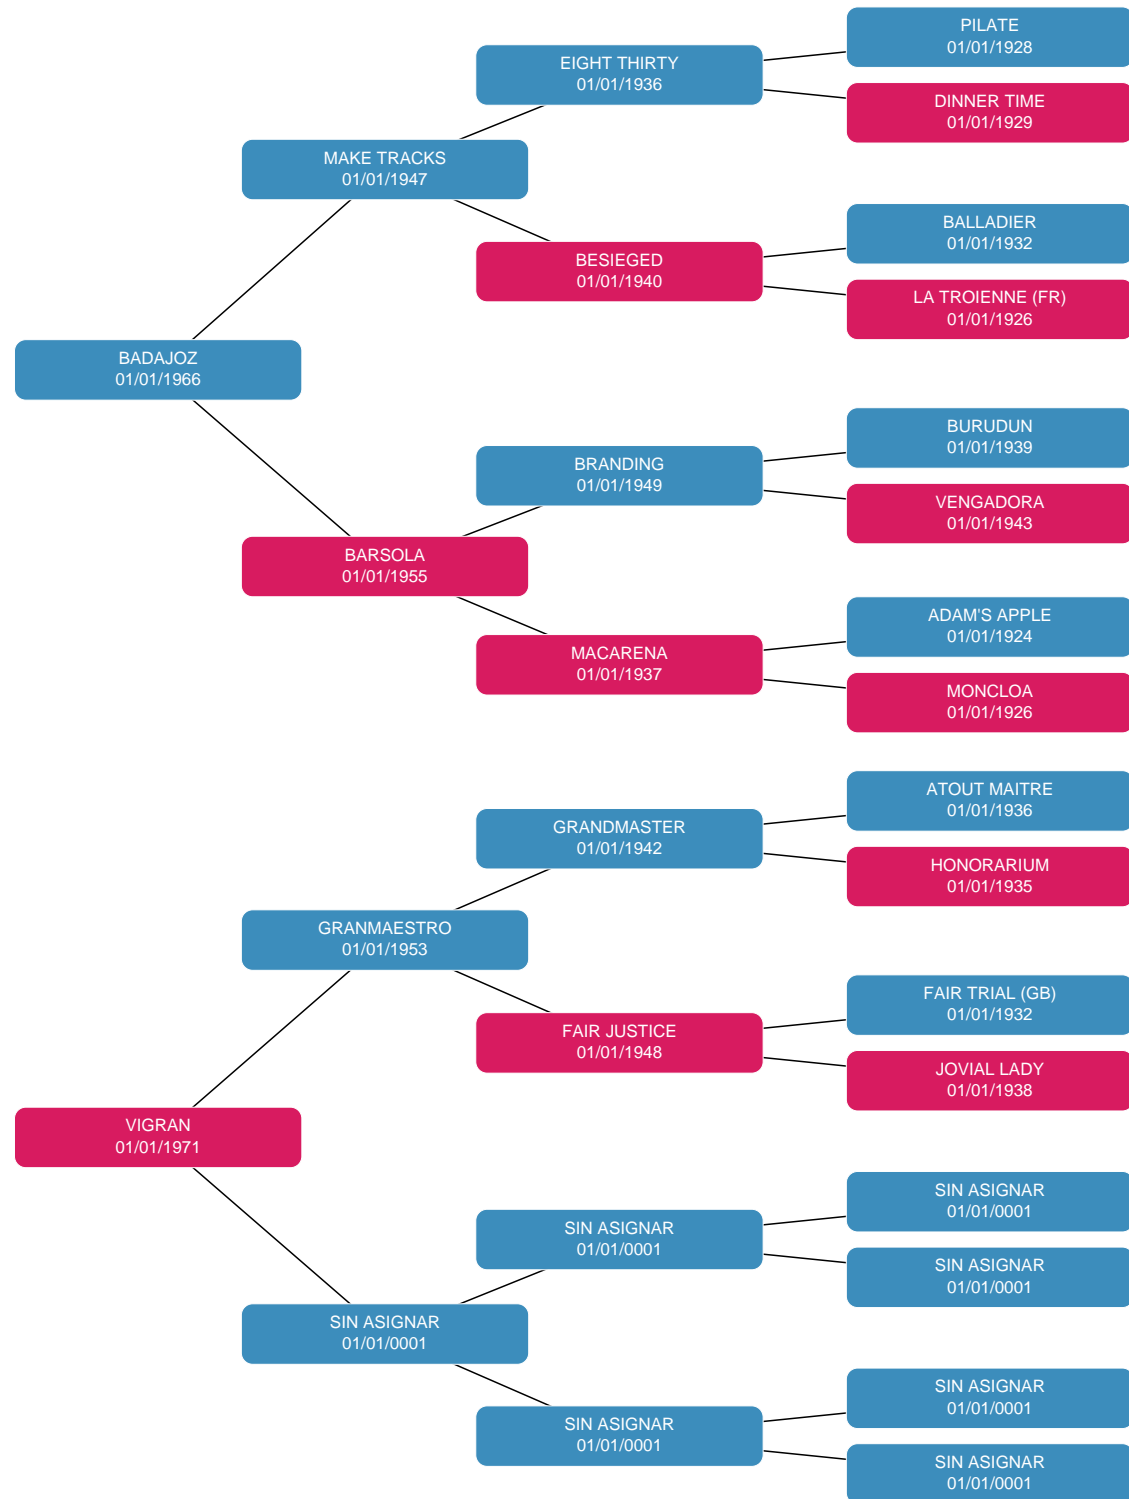 PILATE
01/01/1928
EIGHT THIRTY
01/01/1936
DINNER TIME
01/01/1929
MAKE TRACKS
01/01/1947
BALLADIER
01/01/1932
BESIEGED
01/01/1940
LA TROIENNE (FR)
01/01/1926
BADAJOZ
01/01/1966
BURUDUN
01/01/1939
BRANDING
01/01/1949
VENGADORA
01/01/1943
BARSOLA
01/01/1955
ADAM'S APPLE
01/01/1924
MACARENA
01/01/1937
MONCLOA
01/01/1926
ATOUT MAITRE
01/01/1936
GRANDMASTER
01/01/1942
HONORARIUM
01/01/1935
GRANMAESTRO
01/01/1953
FAIR TRIAL (GB)
01/01/1932
FAIR JUSTICE
01/01/1948
JOVIAL LADY
01/01/1938
VIGRAN
01/01/1971
SIN ASIGNAR
01/01/0001
SIN ASIGNAR
01/01/0001
SIN ASIGNAR
01/01/0001
SIN ASIGNAR
01/01/0001
SIN ASIGNAR
01/01/0001
SIN ASIGNAR
01/01/0001
SIN ASIGNAR
01/01/0001